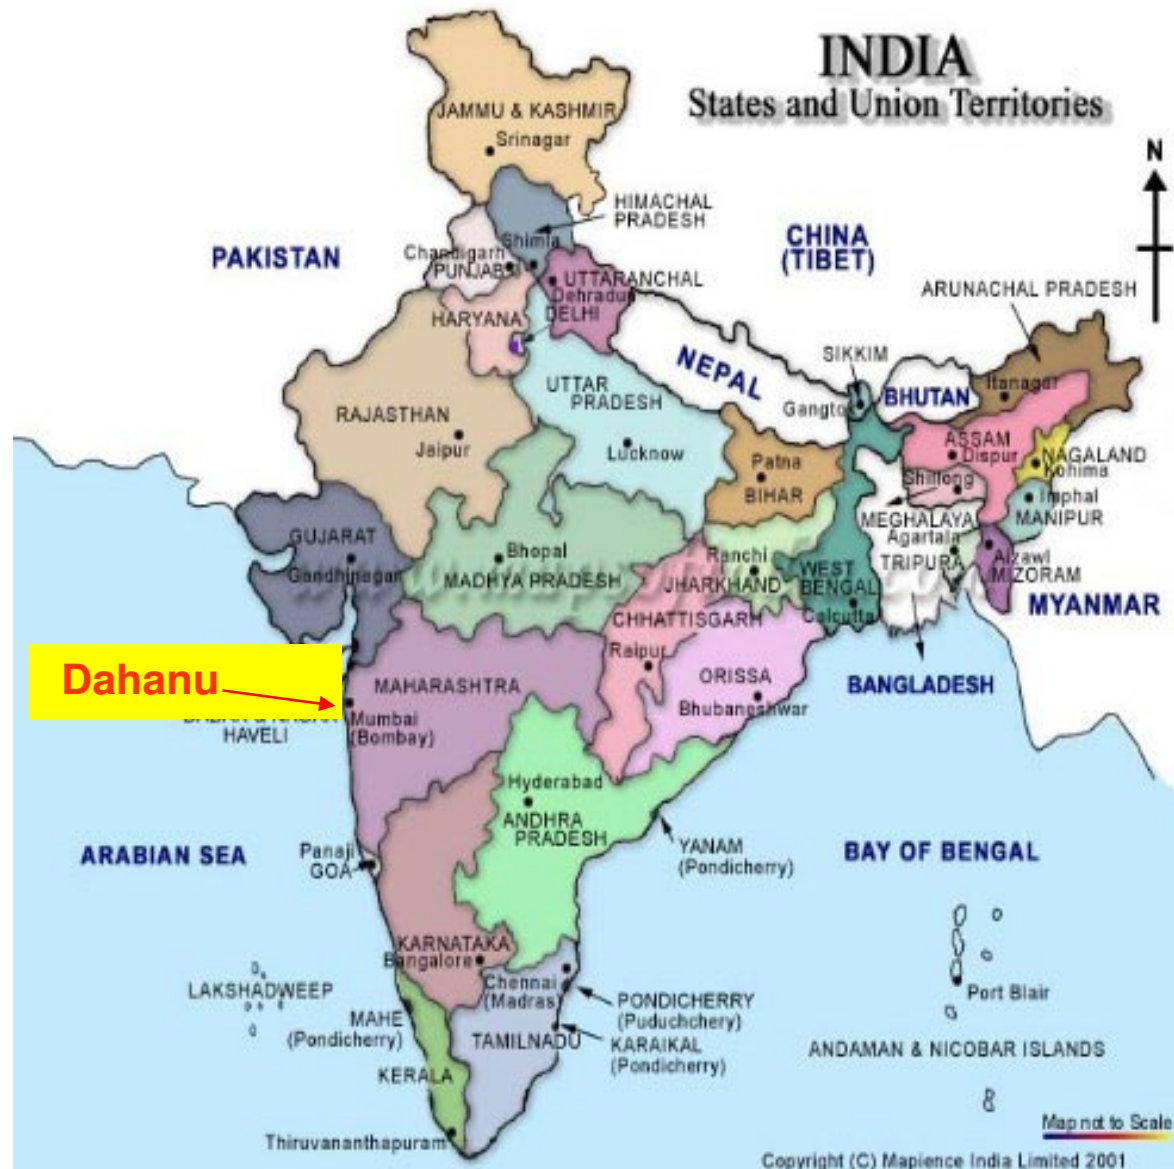 INDIA
States and Union Territories
N
JAMMU & KASHMIR
Srinagar
HIMACHAL
PRADESH
PAKISTAN
CHINA
(TIBET)
Chandigarh
Shimla
PUNJAB
UTTARANCHAL
Dehradun
DELHI
HARYANA
ARUNACHAL PRADESH
SIKKIM
NEPAL
BHUTAN
Itanagar
Gangto
UTTAR
PRADESH
Lucknow
RAJASTHAN
Jaipur
ASSAM
Dispur
NAGALAND
Kohima
Patna
BIHAR
Shillong
Imphal
MANIPUR
MEGHALAYA
Agartala
TRIPURA
Aizawl
MIZORAM
MYANMAR
GUJARAT
Gandhinagar
Bhopal
MADHYA PRADESH
Ranchi
JHARKHAND
WEST
BENGAL
Calcutta
CHHATTISGARH
Raipur
ORISSA
Bhubaneshwar
BANGLADESH
Dahanu
MAHARASHTRA
HAVELI
Mumbai
(Bombay)
Hyderabad
ANDHRA
PRADESH
YANAM
(Pondicherry)
ARABIAN SEA
BAY OF BENGAL
Panaji
GOA
KARNATAKA
Bangalore
LAKSHADWEEP
Chennai
(Madras)
PONDICHERRY
(Puduchchery)
Port Blair
MAHE
(Pondicherry)
TAMILNADU
KARAIKAL
(Pondicherry)
ANDAMAN & NICOBAR ISLANDS
KERALA
Thiruvananthapuram
Map not to Scale
Copyright (C) Mapience India Limited 2001